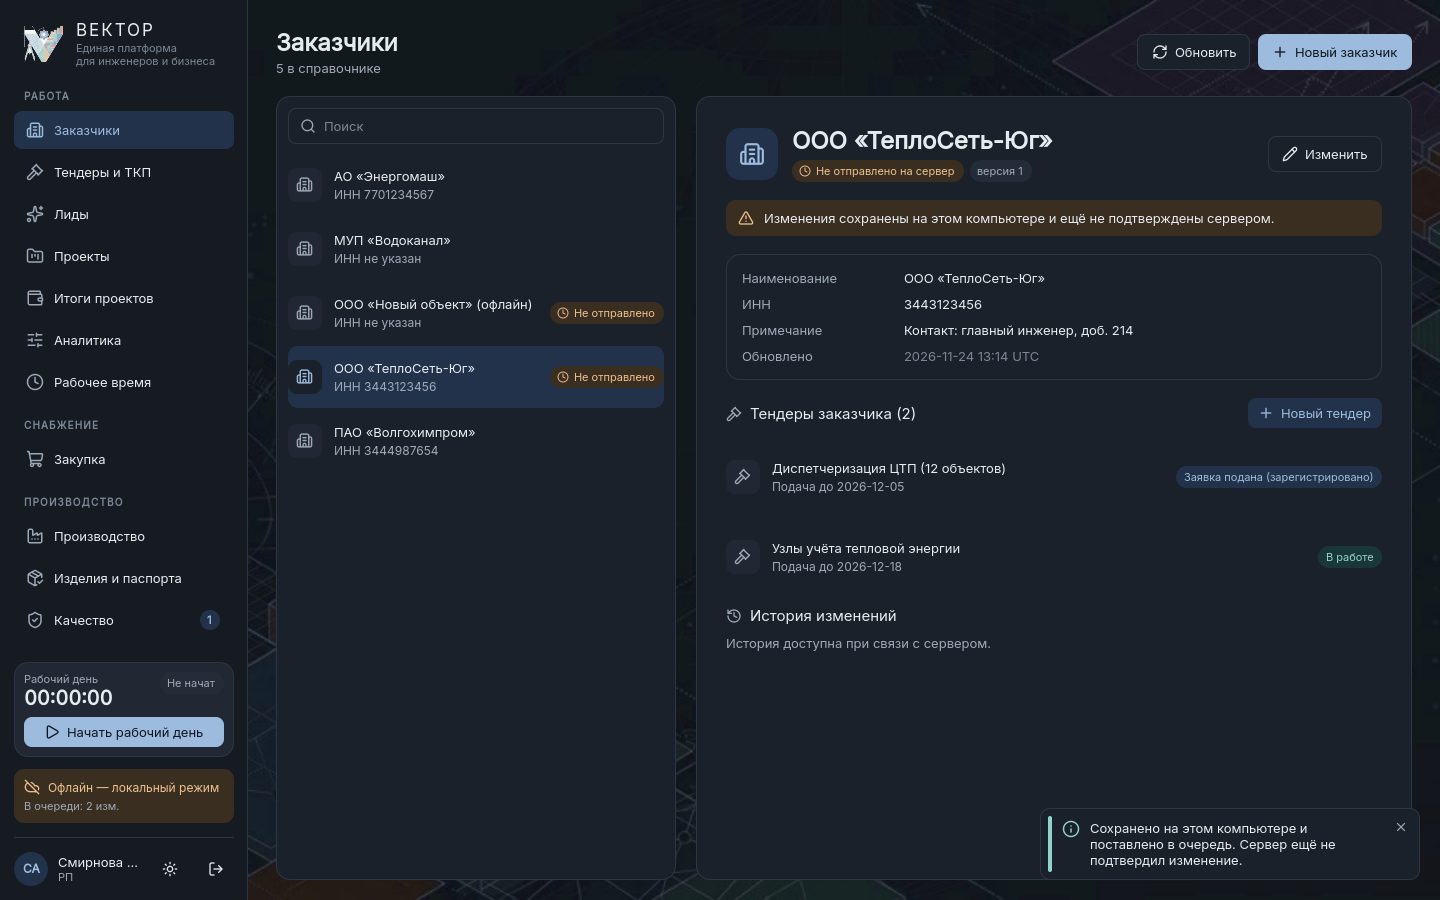 ВЕКТОР
Единая платформа
для инженеров и бизнеса
РАБОТА
Заказчики
Тендеры и ТКП
Лиды
Проекты
Итоги проектов
Аналитика
Рабочее время
СНАБЖЕНИЕ
Закупка
ПРОИЗВОДСТВО
Производство
Изделия и паспорта
Качество 1
Рабочий день
Не начат
00:00:00
Начать рабочий день
Офлайн — локальный режим
В очереди: 2 изм.
СА
Смирнова ...
РП
Заказчики
5 в справочнике
Обновить
Новый заказчик
Поиск
АО «Энергомаш»
ИНН 7701234567
МУП «Водоканал»
ИНН не указан
ООО «Новый объект» (офлайн)
ИНН не указан
Не отправлено
ООО «ТеплоСеть-Юг»
ИНН 3443123456
Не отправлено
ПАО «Волгохимпром»
ИНН 3444987654
ООО «ТеплоСеть-Юг»
Не отправлено на сервер
версия 1
Изменить
Изменения сохранены на этом компьютере и ещё не подтверждены сервером.
Наименование ООО «ТеплоСеть-Юг»
ИНН 3443123456
Примечание Контакт: главный инженер, доб. 214
Обновлено 2026-11-24 13:14 UTC
Тендеры заказчика (2)
Новый тендер
Диспетчеризация ЦТП (12 объектов)
Подача до 2026-12-05
Заявка подана (зарегистрировано)
Узлы учёта тепловой энергии
Подача до 2026-12-18
В работе
История изменений
История доступна при связи с сервером.
Сохранено на этом компьютере и
поставлено в очередь. Сервер ещё не
подтвердил изменение.